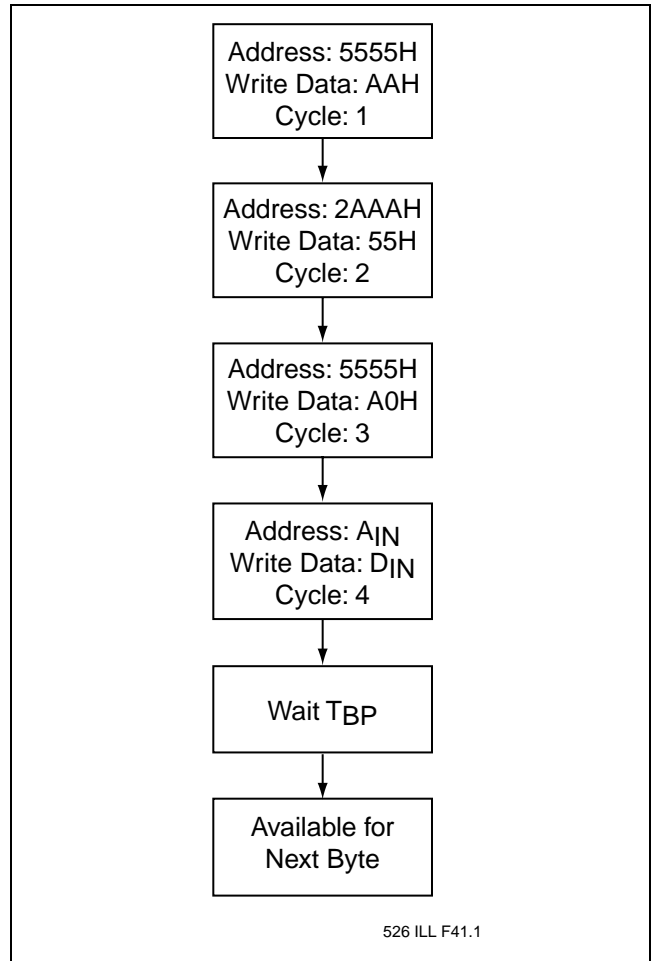 Address: 5555H
Write Data: AAH
Cycle: 1
Address: 2AAAH
Write Data: 55H
Cycle: 2
Address: 5555H
Write Data: A0H
Cycle: 3
Address: AIN
Write Data: DIN
Cycle: 4
Wait TBP
Available for
Next Byte
526 ILL F41.1